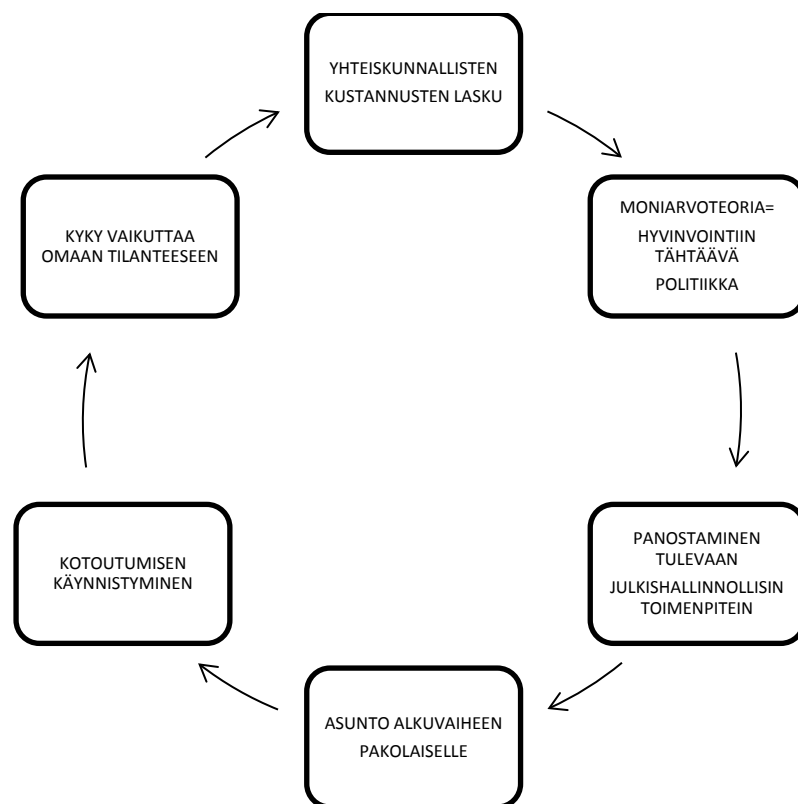 YHTEISKUNNALLISTEN
KUSTANNUSTEN LASKU
MONIARVOTEORIA=
HYVINVOINTIIN
TÄHTÄÄVÄ
POLITIIKKA
PANOSTAMINEN
TULEVAAN
JULKISHALLINNOLLISIN
TOIMENPITEIN
ASUNTO ALKUVAIHEEN
PAKOLAISELLE
KOTOUTUMISEN
KÄYNNISTYMINEN
KYKY VAIKUTTAA
OMAAN TILANTEESEEN